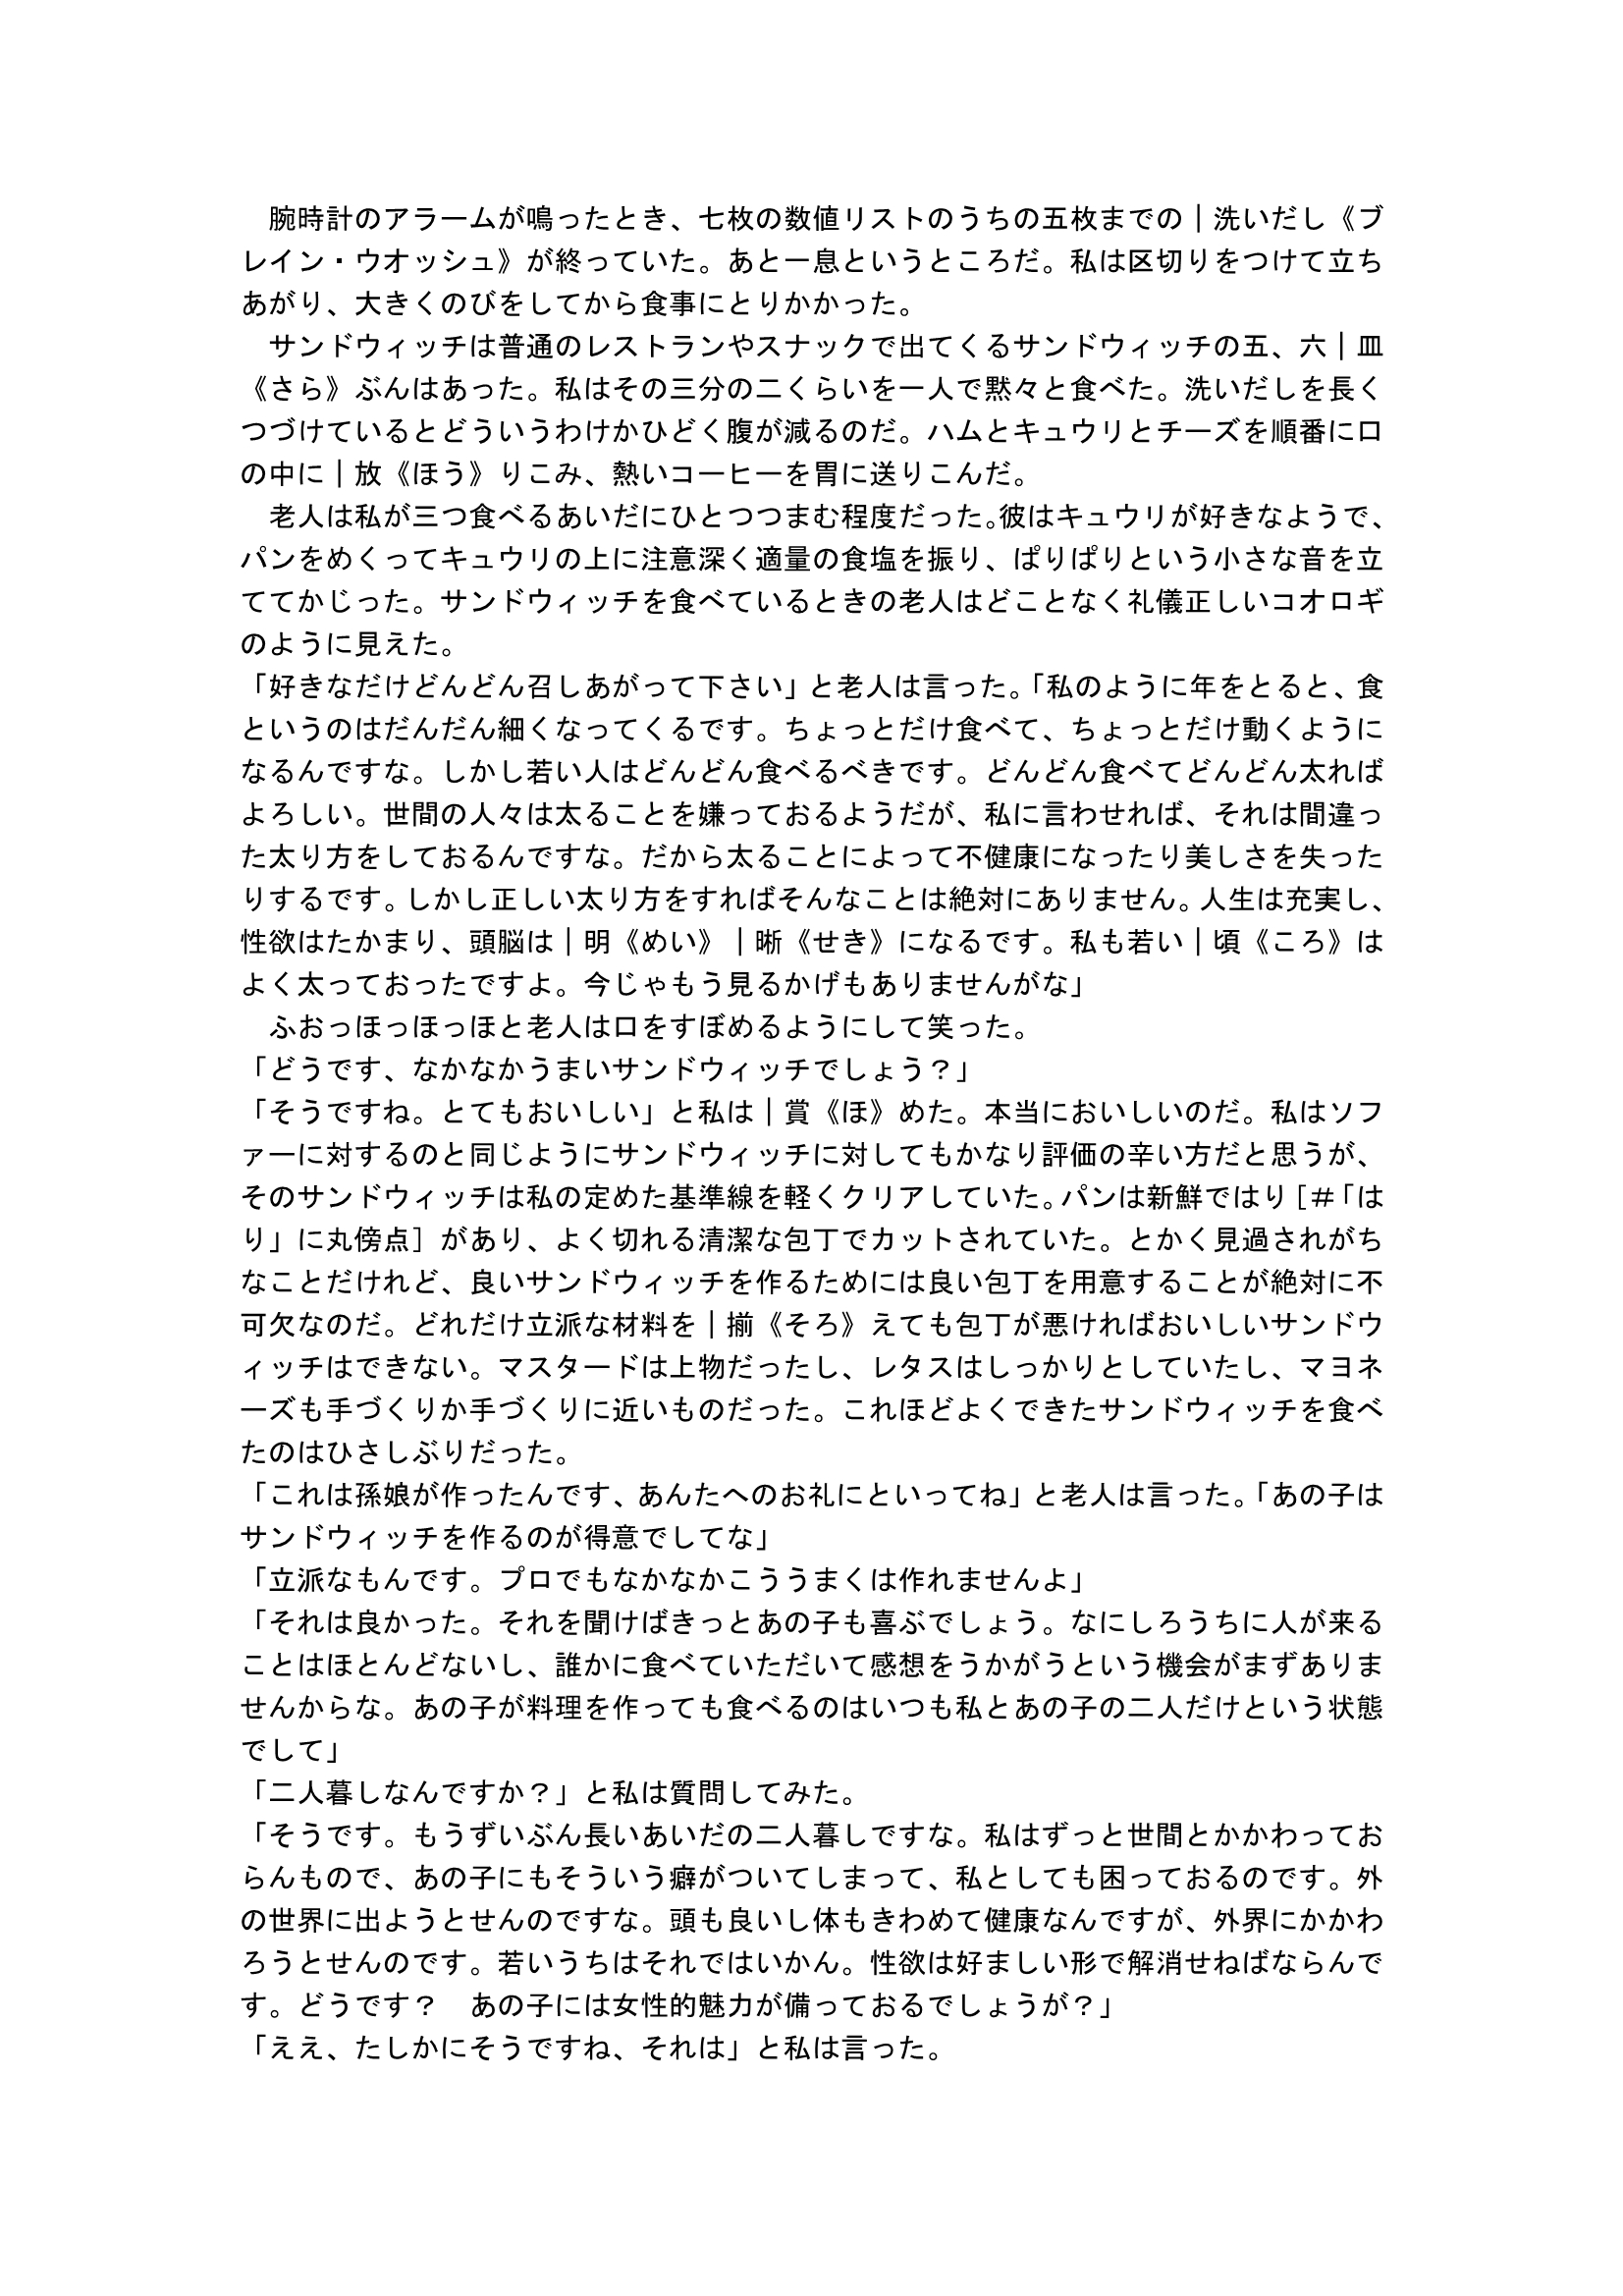 腕時計のアラームが鳴ったとき、七枚の数値リストのうちの五枚までの｜洗いだし《ブ
レイン・ウオッシュ》が終っていた。あと一息というところだ。私は区切りをつけて立ち
あがり、大きくのびをしてから食事にとりかかった。
　サンドウィッチは普通のレストランやスナックで出てくるサンドウィッチの五、六｜皿
《さら》ぶんはあった。私はその三分の二くらいを一人で黙々と食べた。洗いだしを長く
つづけているとどういうわけかひどく腹が減るのだ。ハムとキュウリとチーズを順番に口
の中に｜放《ほう》りこみ、熱いコーヒーを胃に送りこんだ。
　老人は私が三つ食べるあいだにひとつつまむ程度だった。彼はキュウリが好きなようで、
パンをめくってキュウリの上に注意深く適量の食塩を振り、ぱりぱりという小さな音を立
ててかじった。サンドウィッチを食べているときの老人はどことなく礼儀正しいコオロギ
のように見えた。
「好きなだけどんどん召しあがって下さい」と老人は言った。「私のように年をとると、食
というのはだんだん細くなってくるです。ちょっとだけ食べて、ちょっとだけ動くように
なるんですな。しかし若い人はどんどん食べるべきです。どんどん食べてどんどん太れば
よろしい。世間の人々は太ることを嫌っておるようだが、私に言わせれば、それは間違っ
た太り方をしておるんですな。だから太ることによって不健康になったり美しさを失った
りするです。しかし正しい太り方をすればそんなことは絶対にありません。人生は充実し、
性欲はたかまり、頭脳は｜明《めい》｜晰《せき》になるです。私も若い｜頃《ころ》は
よく太っておったですよ。今じゃもう見るかげもありませんがな」
　ふおっほっほっほと老人は口をすぼめるようにして笑った。
「どうです、なかなかうまいサンドウィッチでしょう？」
「そうですね。とてもおいしい」と私は｜賞《ほ》めた。本当においしいのだ。私はソフ
ァーに対するのと同じようにサンドウィッチに対してもかなり評価の辛い方だと思うが、
そのサンドウィッチは私の定めた基準線を軽くクリアしていた。パンは新鮮ではり［＃「は
り」に丸傍点］があり、よく切れる清潔な包丁でカットされていた。とかく見過されがち
なことだけれど、良いサンドウィッチを作るためには良い包丁を用意することが絶対に不
可欠なのだ。どれだけ立派な材料を｜揃《そろ》えても包丁が悪ければおいしいサンドウ
ィッチはできない。マスタードは上物だったし、レタスはしっかりとしていたし、マヨネ
ーズも手づくりか手づくりに近いものだった。これほどよくできたサンドウィッチを食べ
たのはひさしぶりだった。
「これは孫娘が作ったんです、あんたへのお礼にといってね」と老人は言った。「あの子は
サンドウィッチを作るのが得意でしてな」
「立派なもんです。プロでもなかなかこううまくは作れませんよ」
「それは良かった。それを聞けばきっとあの子も喜ぶでしょう。なにしろうちに人が来る
ことはほとんどないし、誰かに食べていただいて感想をうかがうという機会がまずありま
せんからな。あの子が料理を作っても食べるのはいつも私とあの子の二人だけという状態
でして」
「二人暮しなんですか？」と私は質問してみた。
「そうです。もうずいぶん長いあいだの二人暮しですな。私はずっと世間とかかわってお
らんもので、あの子にもそういう癖がついてしまって、私としても困っておるのです。外
の世界に出ようとせんのですな。頭も良いし体もきわめて健康なんですが、外界にかかわ
ろうとせんのです。若いうちはそれではいかん。性欲は好ましい形で解消せねばならんで
す。どうです？　あの子には女性的魅力が備っておるでしょうが？」
「ええ、たしかにそうですね、それは」と私は言った。